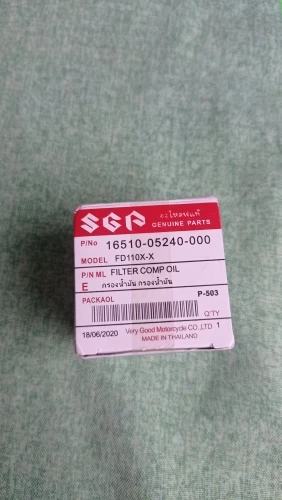 SGP อะไหล่แท้
GENUINE PARTS
P/No 16510-05240-000
MODEL FD110X-X
P/N ML FILTER COMP OIL
E กรองน้ำมัน กรองน้ำมัน
PACKAOL P-503
Q'TY
18/06/2020 Very Good Motorcycle CO.,LTD 1
MADE IN THAILAND